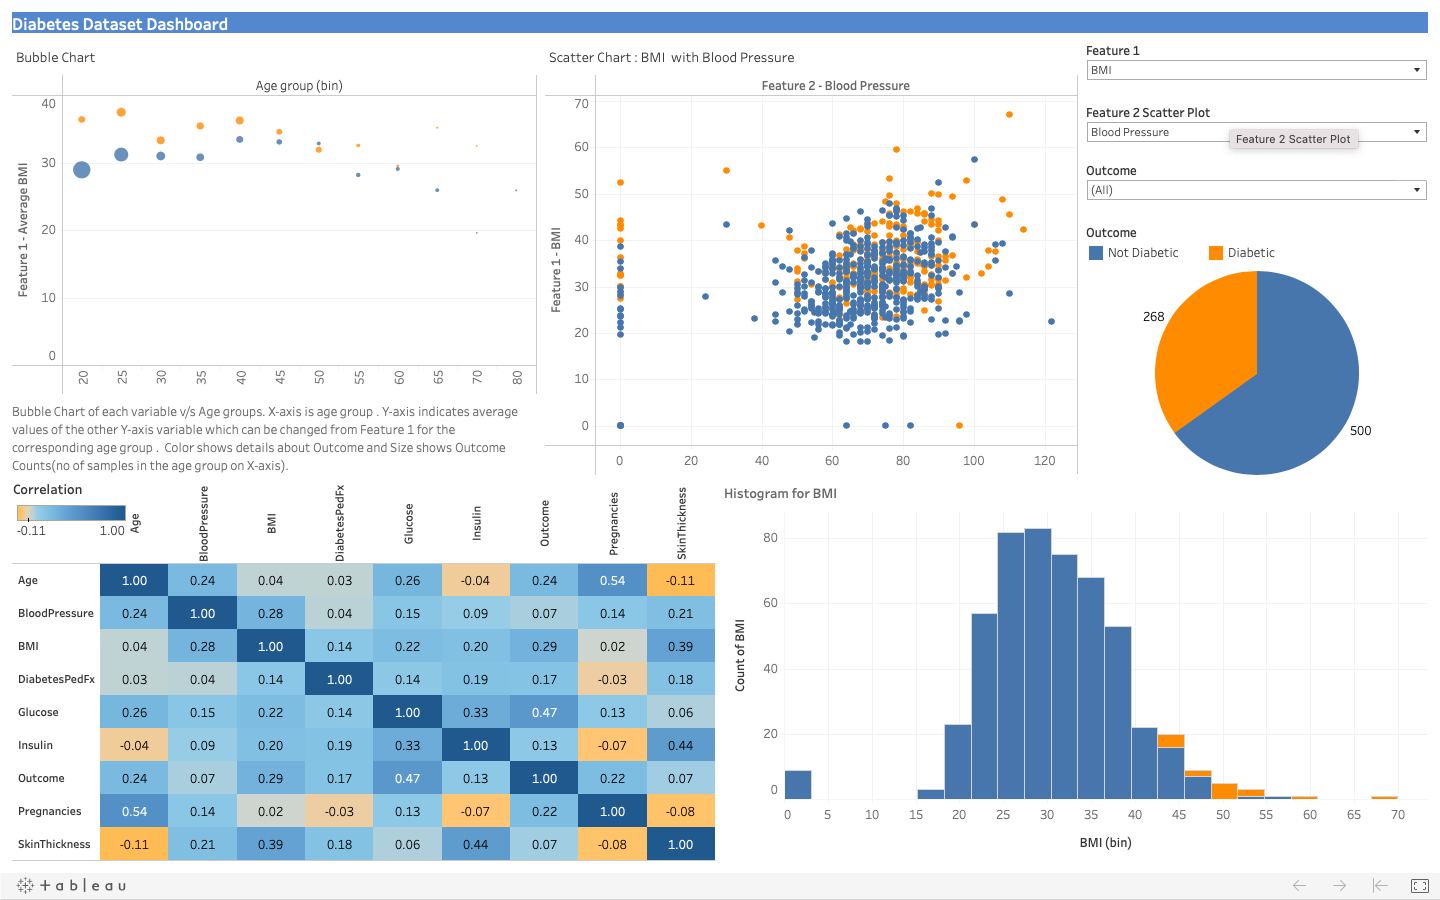 Diabetes Dataset Dashboard
Bubble Chart
Age group (bin)
Feature 1 - Average BMI
40
30
20
10
0
20 25 30 35 40 45 50 55 60 65 70 75 80
Bubble Chart of each variable v/s Age groups. X-axis is age group . Y-axis indicates average
values of the other Y-axis variable which can be changed from Feature 1 for the
corresponding age group .  Color shows details about Outcome and Size shows Outcome
Counts(no of samples in the age group on X-axis).
Scatter Chart : BMI  with Blood Pressure
Feature 2 - Blood Pressure
Feature 1 - BMI
70
60
50
40
30
20
10
0
0 20 40 60 80 100 120
Feature 1
BMI
Feature 2 Scatter Plot
Blood Pressure
Feature 2 Scatter Plot
Outcome
(All)
Outcome
Not Diabetic Diabetic
268
500
Correlation
-0.11 1.00
Age BloodPressure BMI DiabetesPedFx Glucose Insulin Outcome Pregnancies SkinThickness
Age 1.00 0.24 0.04 0.03 0.26 -0.04 0.24 0.54 -0.11
BloodPressure 0.24 1.00 0.28 0.04 0.15 0.09 0.07 0.14 0.21
BMI 0.04 0.28 1.00 0.14 0.22 0.20 0.29 0.02 0.39
DiabetesPedFx 0.03 0.04 0.14 1.00 0.14 0.19 0.17 -0.03 0.18
Glucose 0.26 0.15 0.22 0.14 1.00 0.33 0.47 0.13 0.06
Insulin -0.04 0.09 0.20 0.19 0.33 1.00 0.13 -0.07 0.44
Outcome 0.24 0.07 0.29 0.17 0.47 0.13 1.00 0.22 0.07
Pregnancies 0.54 0.14 0.02 -0.03 0.13 -0.07 0.22 1.00 -0.08
SkinThickness -0.11 0.21 0.39 0.18 0.06 0.44 0.07 -0.08 1.00
Histogram for BMI
Count of BMI
80
60
40
20
0
0 5 10 15 20 25 30 35 40 45 50 55 60 65 70
BMI (bin)
+ a b l e a u